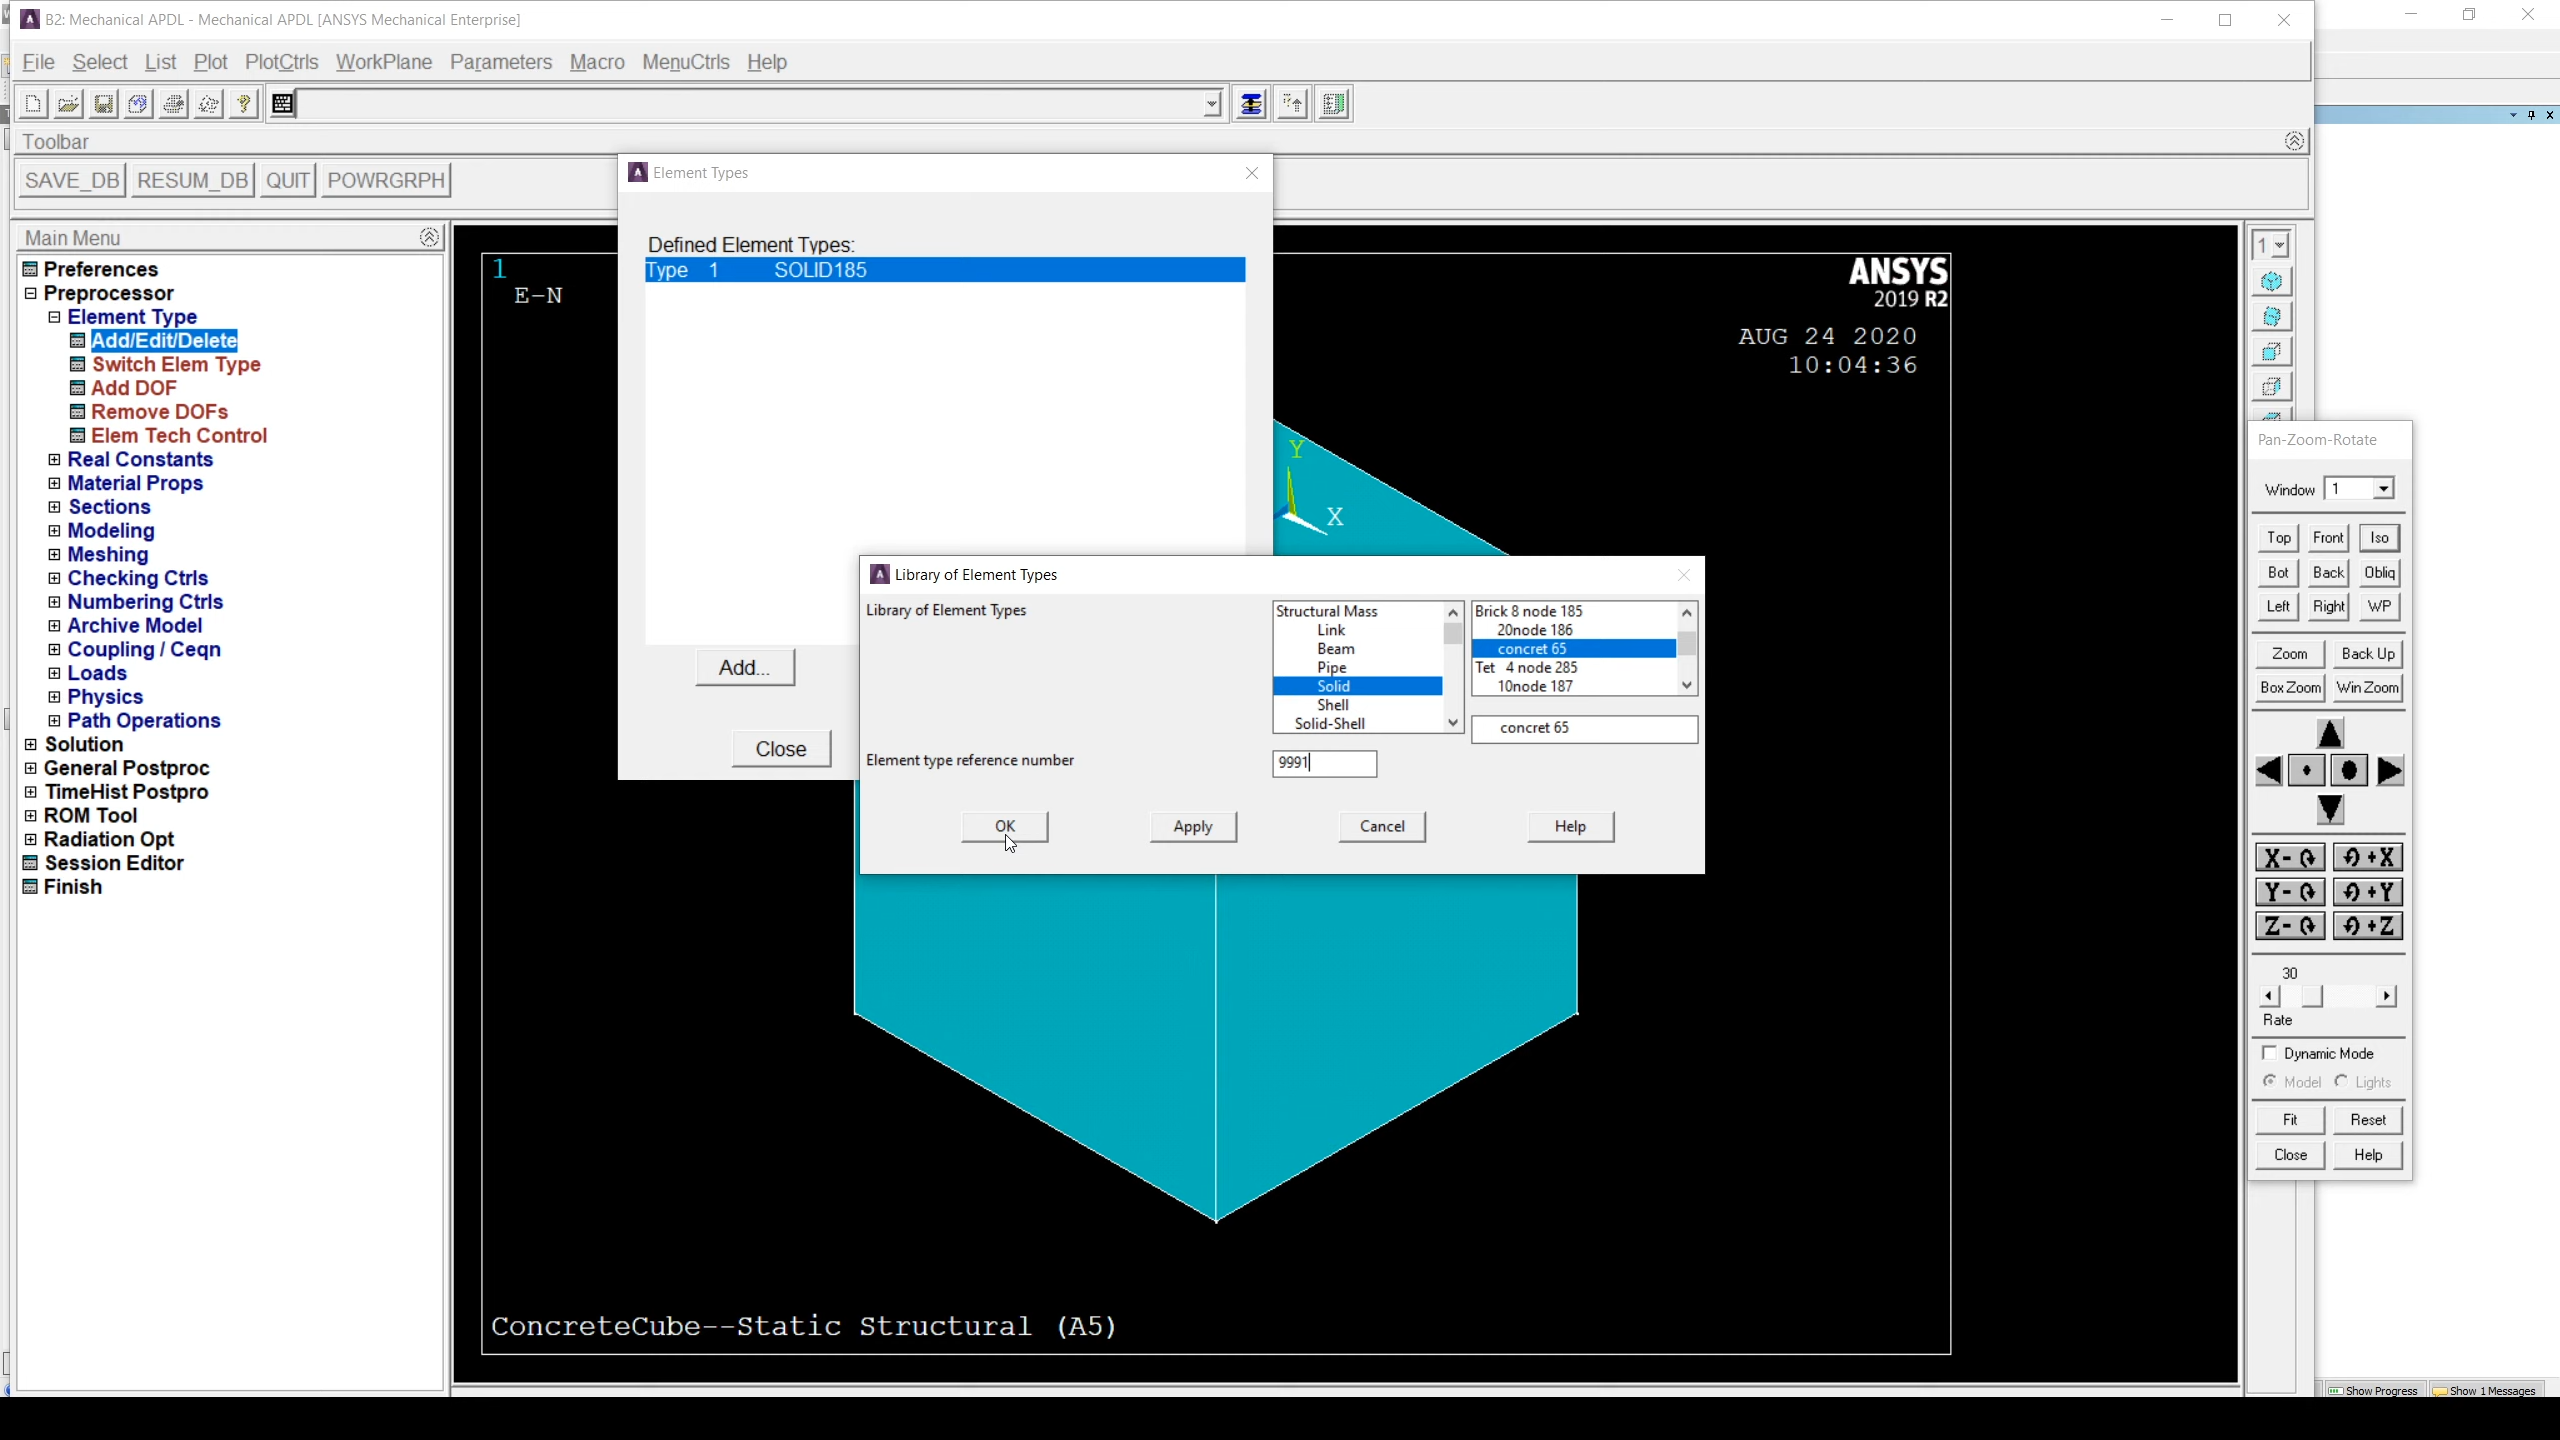 B2: Mechanical APDL - Mechanical APDL [ANSYS Mechanical Enterprise]
File Select List Plot PlotCtrls WorkPlane Parameters Macro MenuCtrls Help
Toolbar
SAVE_DB RESUM_DB QUIT POWRGRPH
Main Menu
Preferences
Preprocessor
Element Type
Add/Edit/Delete
Switch Elem Type
Add DOF
Remove DOFs
Elem Tech Control
Real Constants
Material Props
Sections
Modeling
Meshing
Checking Ctrls
Numbering Ctrls
Archive Model
Coupling / Ceqn
Loads
Physics
Path Operations
Solution
General Postproc
TimeHist Postpro
ROM Tool
Radiation Opt
Session Editor
Finish
1
E-N
ANSYS
2019 R2
AUG 24 2020
10:04:36
Y
X
ConcreteCube--Static Structural (A5)
Element Types
Defined Element Types:
Type 1 SOLID185
Add...
Close
Library of Element Types
Library of Element Types
Structural Mass
Link
Beam
Pipe
Solid
Shell
Solid-Shell
Brick 8 node 185
20node 186
concret 65
Tet 4 node 285
10node 187
concret 65
Element type reference number
9991
OK Apply Cancel Help
1
Pan-Zoom-Rotate
Window 1
Top Front Iso
Bot Back Obliq
Left Right WP
Zoom Back Up
Box Zoom Win Zoom
X- +X
Y- +Y
Z- +Z
30
Rate
Dynamic Mode
Model Lights
Fit Reset
Close Help
Show Progress Show 1 Messages